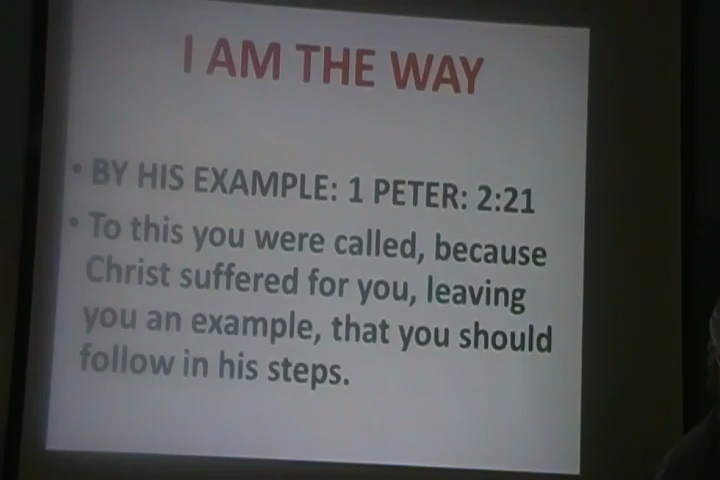 I AM THE WAY
• BY HIS EXAMPLE: 1 PETER: 2:21
• To this you were called, because
Christ suffered for you, leaving
you an example, that you should
follow in his steps.